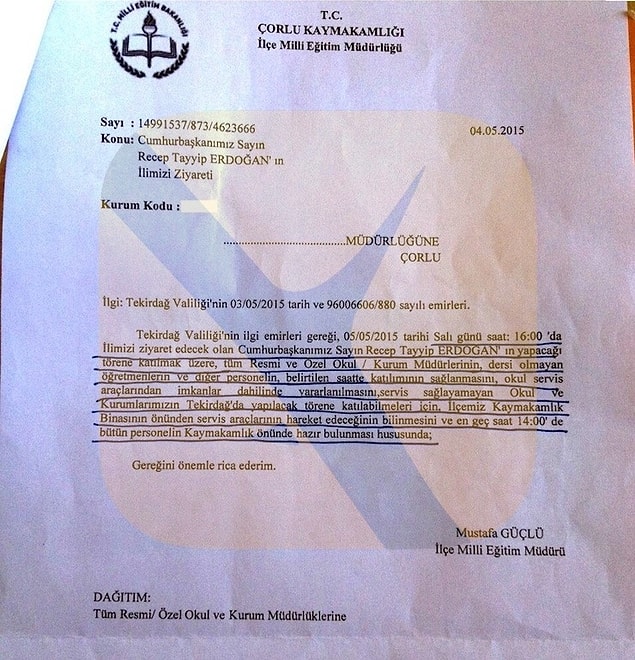 T.C. MİLLİ EĞİTİM BAKANLIĞI
T.C.
ÇORLU KAYMAKAMLIĞI
İlçe Milli Eğitim Müdürlüğü
Sayı : 14991537/873/4623666
04.05.2015
Konu: Cumhurbaşkanımız Sayın
Recep Tayyip ERDOĞAN' ın
İlimizi Ziyareti
Kurum Kodu :
......................................MÜDÜRLÜĞÜNE
ÇORLU
İlgi: Tekirdağ Valiliği'nin 03/05/2015 tarih ve 96006606/880 sayılı emirleri.
Tekirdağ Valiliği'nin ilgi emirleri gereği, 05/05/2015 tarihi Salı günü saat: 16:00 'da
İlimizi ziyaret edecek olan Cumhurbaşkanımız Sayın Recep Tayyip ERDOĞAN' ın yapacağı
törene katılmak üzere, tüm Resmi ve Özel Okul / Kurum Müdürlerinin, dersi olmayan
öğretmenlerin ve diğer personelin, belirtilen saatte katılımının sağlanmasını, okul servis
araçlarından imkanlar dahilinde yararlanılmasını,servis sağlayamayan Okul ve
Kurumlarımızın Tekirdağ'da yapılacak törene katılabilmeleri için, İlçemiz Kaymakamlık
Binasının önünden servis araçlarının hareket edeceğinin bilinmesini ve en geç saat 14:00' de
bütün personelin Kaymakamlık önünde hazır bulunması hususunda;
Gereğini önemle rica ederim.
Mustafa GÜÇLÜ
İlçe Milli Eğitim Müdürü
DAĞITIM:
Tüm Resmi/ Özel Okul ve Kurum Müdürlüklerine